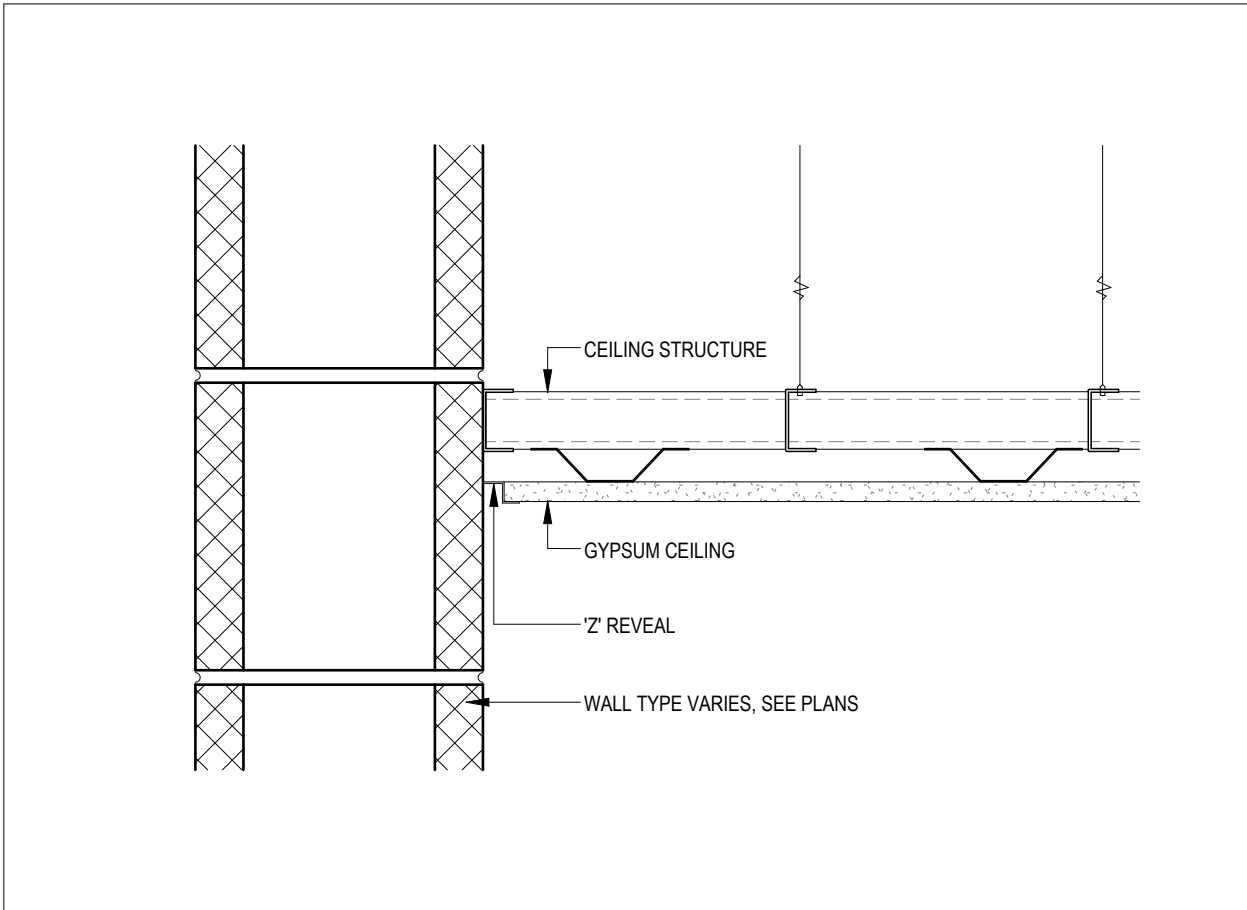 CEILING STRUCTURE
GYPSUM CEILING
'Z' REVEAL
WALL TYPE VARIES, SEE PLANS